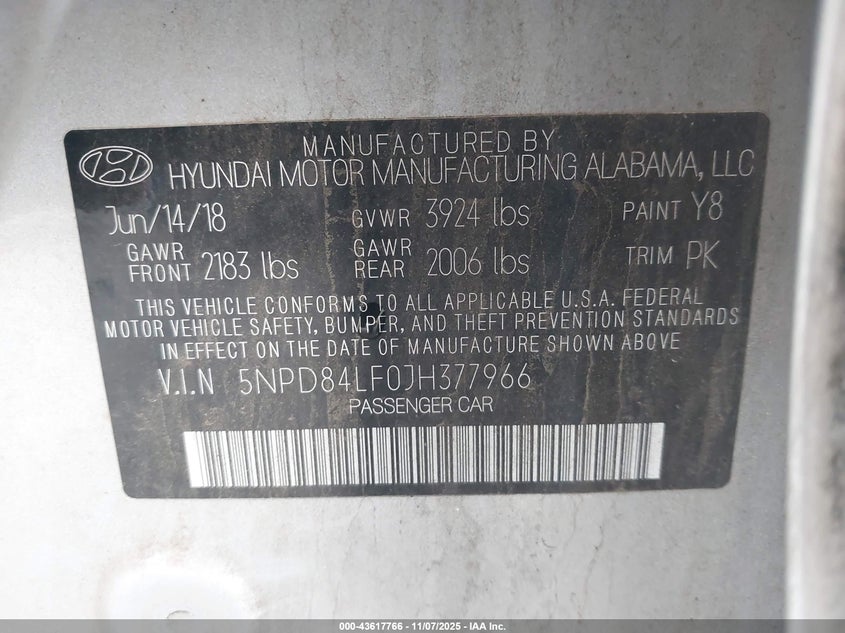 MANUFACTURED BY
HYUNDAI MOTOR MANUFACTURING ALABAMA, LLC
Jun/14/18 GVWR 3924 lbs PAINT Y8
GAWR FRONT 2183 lbs GAWR REAR 2006 lbs TRIM PK
THIS VEHICLE CONFORMS TO ALL APPLICABLE U.S.A. FEDERAL
MOTOR VEHICLE SAFETY, BUMPER, AND THEFT PREVENTION STANDARDS
IN EFFECT ON THE DATE OF MANUFACTURE SHOWN ABOVE
V.I.N 5NPD84LF0JH377966
PASSENGER CAR
000-43617766 - 11/07/2025 - IAA Inc.